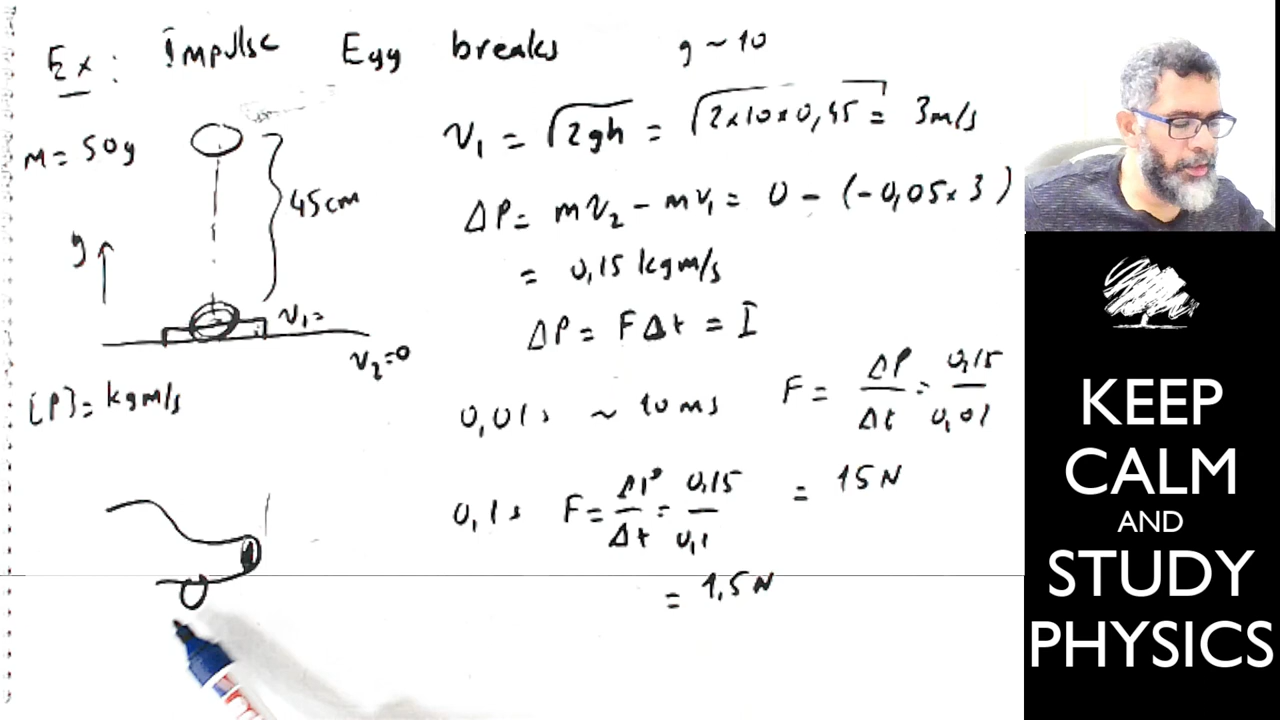 Ex: Impulse Egg breaks g ~ 10
m = 50g
45cm
g
v₁=
v₂=0
[P]= kgm/s
v₁ = √2gh = √2×10×0,45 = 3m/s
ΔP = mv₂ - mv₁ = 0 - (-0,05×3)
= 0,15 kgm/s
ΔP = FΔt = I
0,01s ~ 10ms F = ΔP/Δt = 0,15/0,01
= 15N
0,1s F = ΔP/Δt = 0,15/0,1
= 1,5N
KEEP
CALM
AND
STUDY
PHYSICS